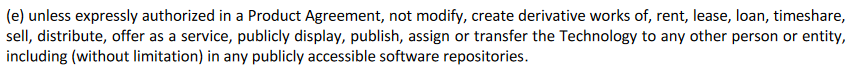 (e) unless expressly authorized in a Product Agreement, not modify, create derivative works of, rent, lease, loan, timeshare,
sell, distribute, offer as a service, publicly display, publish, assign or transfer the Technology to any other person or entity,
including (without limitation) in any publicly accessible software repositories.